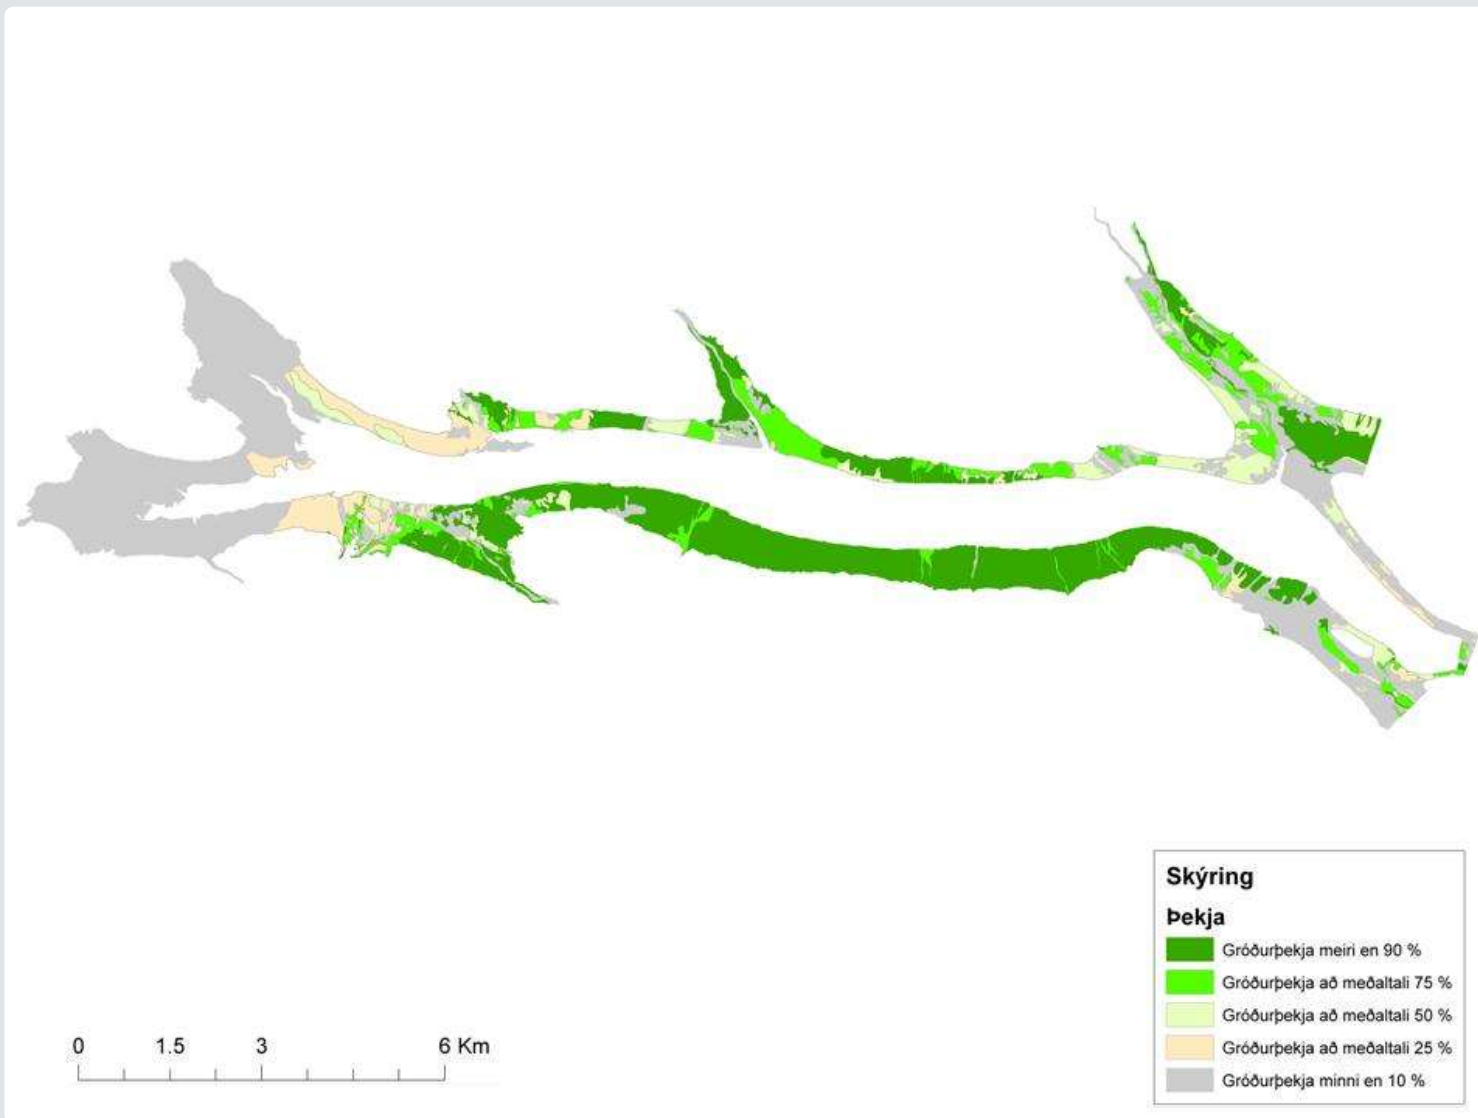 Skýring
Þekja
Gróðurþekja meiri en 90 %
Gróðurþekja að meðaltali 75 %
Gróðurþekja að meðaltali 50 %
Gróðurþekja að meðaltali 25 %
Gróðurþekja minni en 10 %
0 1.5 3 6 Km